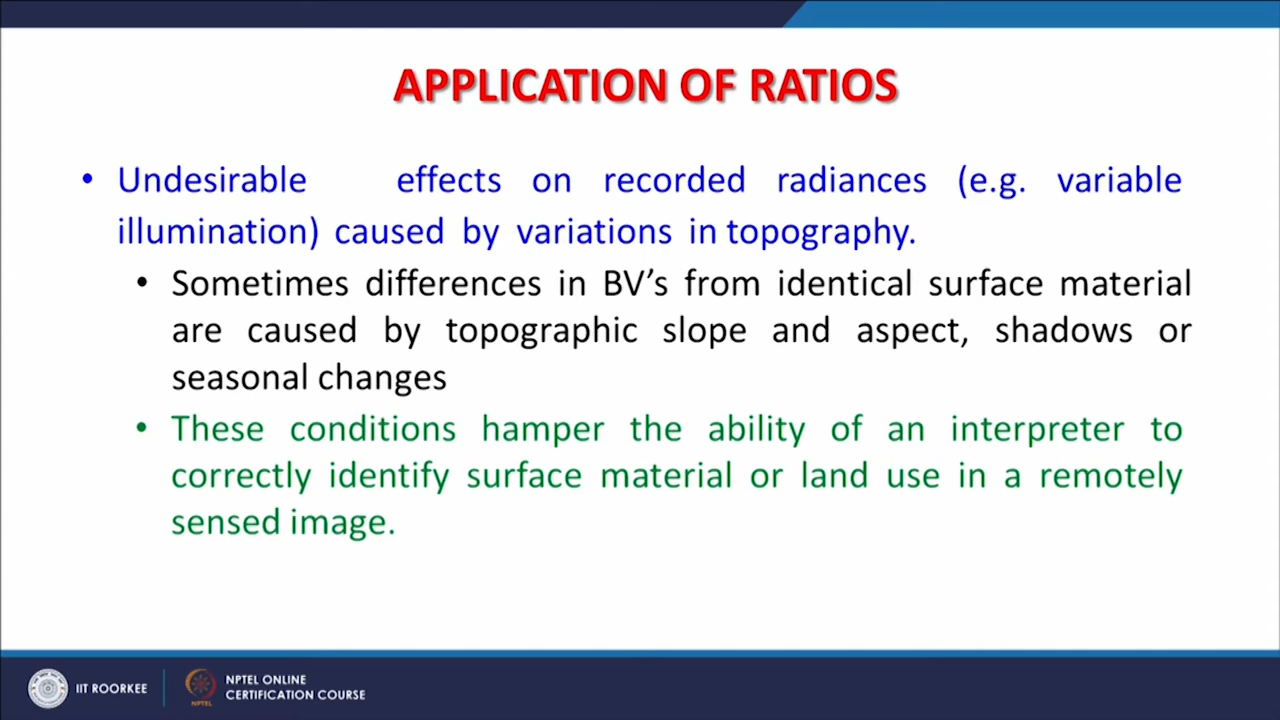 APPLICATION OF RATIOS
• Undesirable effects on recorded radiances (e.g. variable
illumination) caused by variations in topography.
• Sometimes differences in BV's from identical surface material
are caused by topographic slope and aspect, shadows or
seasonal changes
• These conditions hamper the ability of an interpreter to
correctly identify surface material or land use in a remotely
sensed image.
IIT ROORKEE
NPTEL
NPTEL ONLINE
CERTIFICATION COURSE